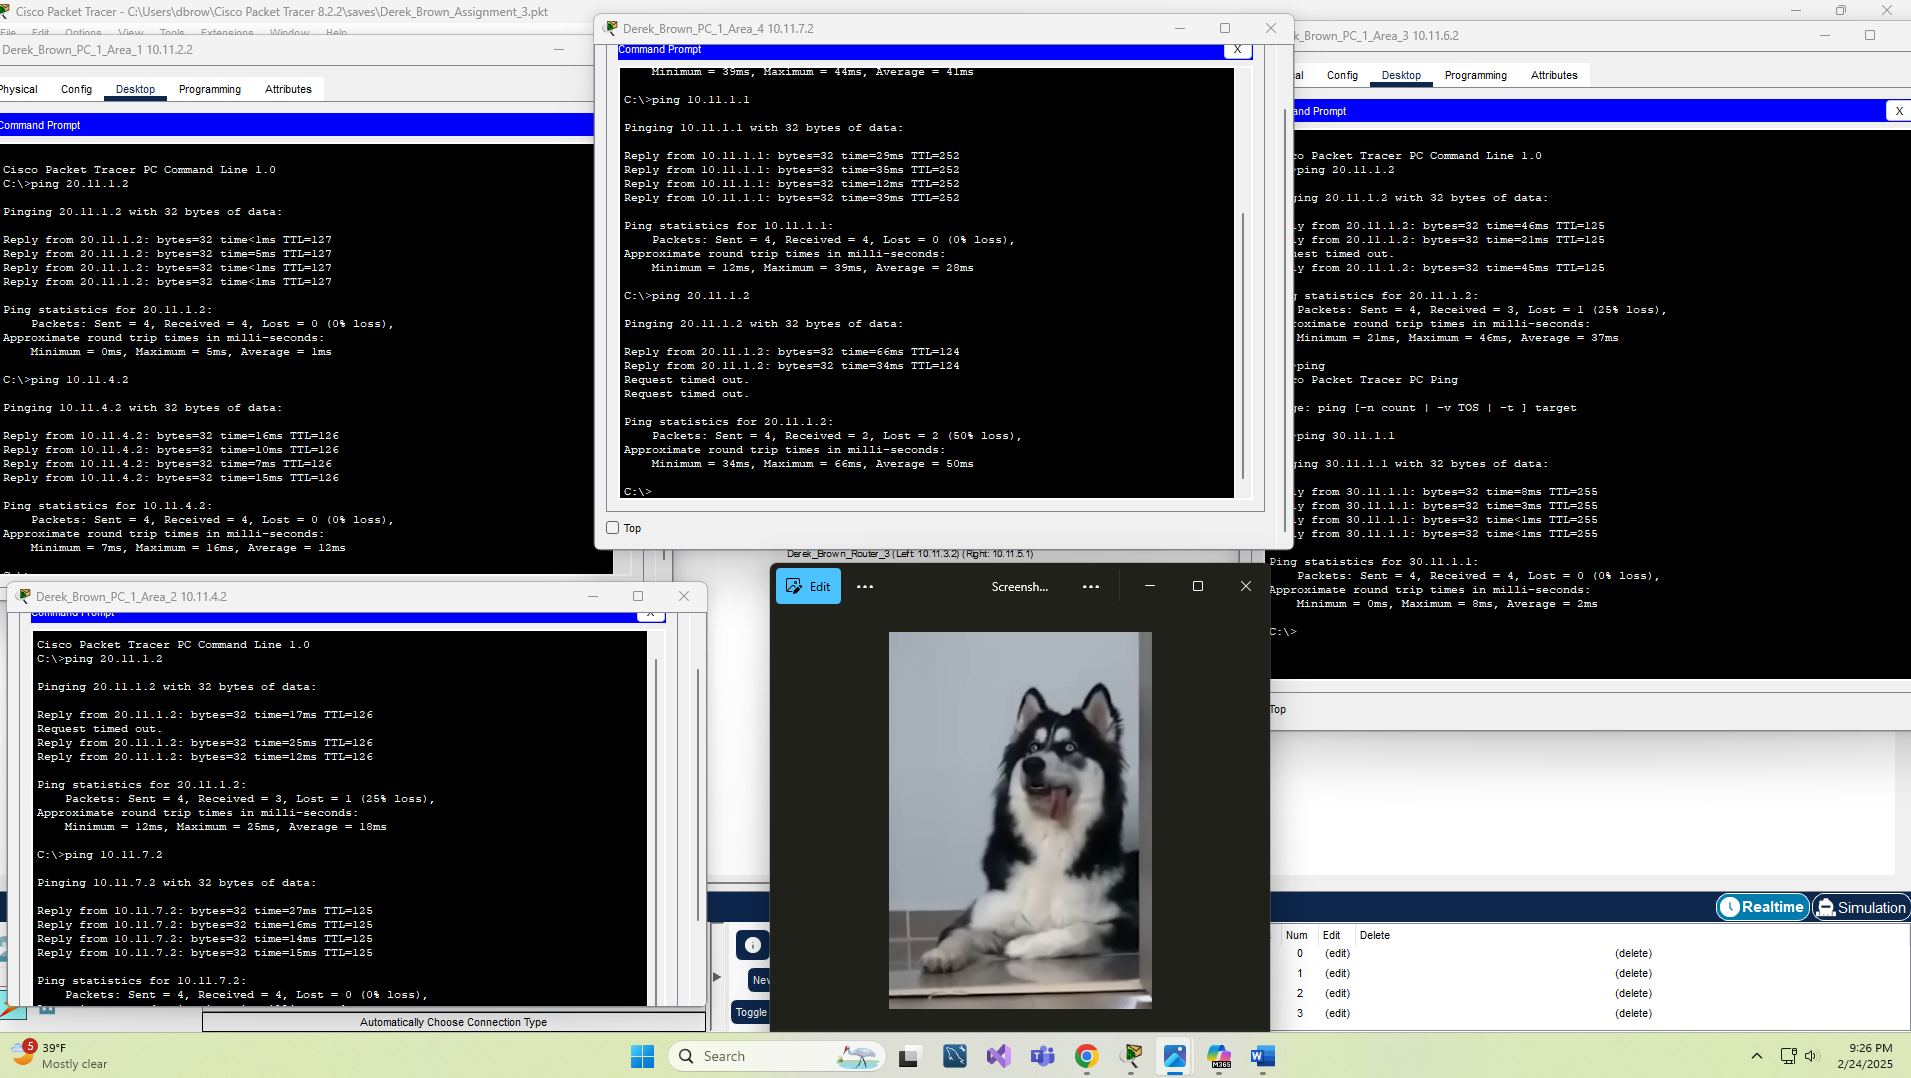 Cisco Packet Tracer - C:\Users\dbrow\Cisco Packet Tracer 8.2.2\saves\Derek_Brown_Assignment_3.pkt
File Edit Options View Tools Extensions Window Help
Derek_Brown_PC_1_Area_1 10.11.2.2
Physical Config Desktop Programming Attributes
Command Prompt
Cisco Packet Tracer PC Command Line 1.0
C:\>ping 20.11.1.2
Pinging 20.11.1.2 with 32 bytes of data:
Reply from 20.11.1.2: bytes=32 time<1ms TTL=127
Reply from 20.11.1.2: bytes=32 time=5ms TTL=127
Reply from 20.11.1.2: bytes=32 time<1ms TTL=127
Reply from 20.11.1.2: bytes=32 time<1ms TTL=127
Ping statistics for 20.11.1.2:
Packets: Sent = 4, Received = 4, Lost = 0 (0% loss),
Approximate round trip times in milli-seconds:
Minimum = 0ms, Maximum = 5ms, Average = 1ms
C:\>ping 10.11.4.2
Pinging 10.11.4.2 with 32 bytes of data:
Reply from 10.11.4.2: bytes=32 time=16ms TTL=126
Reply from 10.11.4.2: bytes=32 time=10ms TTL=126
Reply from 10.11.4.2: bytes=32 time=7ms TTL=126
Reply from 10.11.4.2: bytes=32 time=15ms TTL=126
Ping statistics for 10.11.4.2:
Packets: Sent = 4, Received = 4, Lost = 0 (0% loss),
Approximate round trip times in milli-seconds:
Minimum = 7ms, Maximum = 16ms, Average = 12ms
Derek_Brown_PC_1_Area_4 10.11.7.2
Command Prompt X
Minimum = 39ms, Maximum = 44ms, Average = 41ms
C:\>ping 10.11.1.1
Pinging 10.11.1.1 with 32 bytes of data:
Reply from 10.11.1.1: bytes=32 time=29ms TTL=252
Reply from 10.11.1.1: bytes=32 time=35ms TTL=252
Reply from 10.11.1.1: bytes=32 time=12ms TTL=252
Reply from 10.11.1.1: bytes=32 time=39ms TTL=252
Ping statistics for 10.11.1.1:
Packets: Sent = 4, Received = 4, Lost = 0 (0% loss),
Approximate round trip times in milli-seconds:
Minimum = 12ms, Maximum = 39ms, Average = 28ms
C:\>ping 20.11.1.2
Pinging 20.11.1.2 with 32 bytes of data:
Reply from 20.11.1.2: bytes=32 time=66ms TTL=124
Reply from 20.11.1.2: bytes=32 time=34ms TTL=124
Request timed out.
Request timed out.
Ping statistics for 20.11.1.2:
Packets: Sent = 4, Received = 2, Lost = 2 (50% loss),
Approximate round trip times in milli-seconds:
Minimum = 34ms, Maximum = 66ms, Average = 50ms
C:\>
Top
Derek_Brown_Router_3 (Left: 10.11.3.2) (Right: 10.11.5.1)
k_Brown_PC_1_Area_3 10.11.6.2
al Config Desktop Programming Attributes
and Prompt X
co Packet Tracer PC Command Line 1.0
>ping 20.11.1.2
ging 20.11.1.2 with 32 bytes of data:
ly from 20.11.1.2: bytes=32 time=46ms TTL=125
ly from 20.11.1.2: bytes=32 time=21ms TTL=125
uest timed out.
ly from 20.11.1.2: bytes=32 time=45ms TTL=125
g statistics for 20.11.1.2:
Packets: Sent = 4, Received = 3, Lost = 1 (25% loss),
roximate round trip times in milli-seconds:
Minimum = 21ms, Maximum = 46ms, Average = 37ms
>ping
co Packet Tracer PC Ping
ge: ping [-n count | -v TOS | -t ] target
>ping 30.11.1.1
ging 30.11.1.1 with 32 bytes of data:
ly from 30.11.1.1: bytes=32 time=8ms TTL=255
ly from 30.11.1.1: bytes=32 time=3ms TTL=255
ly from 30.11.1.1: bytes=32 time<1ms TTL=255
ly from 30.11.1.1: bytes=32 time<1ms TTL=255
Ping statistics for 30.11.1.1:
Packets: Sent = 4, Received = 4, Lost = 0 (0% loss),
Approximate round trip times in milli-seconds:
Minimum = 0ms, Maximum = 8ms, Average = 2ms
C:\>
Top
Derek_Brown_PC_1_Area_2 10.11.4.2
Command Prompt X
Cisco Packet Tracer PC Command Line 1.0
C:\>ping 20.11.1.2
Pinging 20.11.1.2 with 32 bytes of data:
Reply from 20.11.1.2: bytes=32 time=17ms TTL=126
Request timed out.
Reply from 20.11.1.2: bytes=32 time=25ms TTL=126
Reply from 20.11.1.2: bytes=32 time=12ms TTL=126
Ping statistics for 20.11.1.2:
Packets: Sent = 4, Received = 3, Lost = 1 (25% loss),
Approximate round trip times in milli-seconds:
Minimum = 12ms, Maximum = 25ms, Average = 18ms
C:\>ping 10.11.7.2
Pinging 10.11.7.2 with 32 bytes of data:
Reply from 10.11.7.2: bytes=32 time=27ms TTL=125
Reply from 10.11.7.2: bytes=32 time=16ms TTL=125
Reply from 10.11.7.2: bytes=32 time=14ms TTL=125
Reply from 10.11.7.2: bytes=32 time=15ms TTL=125
Ping statistics for 10.11.7.2:
Packets: Sent = 4, Received = 4, Lost = 0 (0% loss),
Edit Screensh...
Realtime Simulation
Num Edit Delete
0 (edit) (delete)
1 (edit) (delete)
2 (edit) (delete)
3 (edit) (delete)
Nev
Toggle
Automatically Choose Connection Type
5
39°F
Mostly clear
Search
M365
9:26 PM
2/24/2025